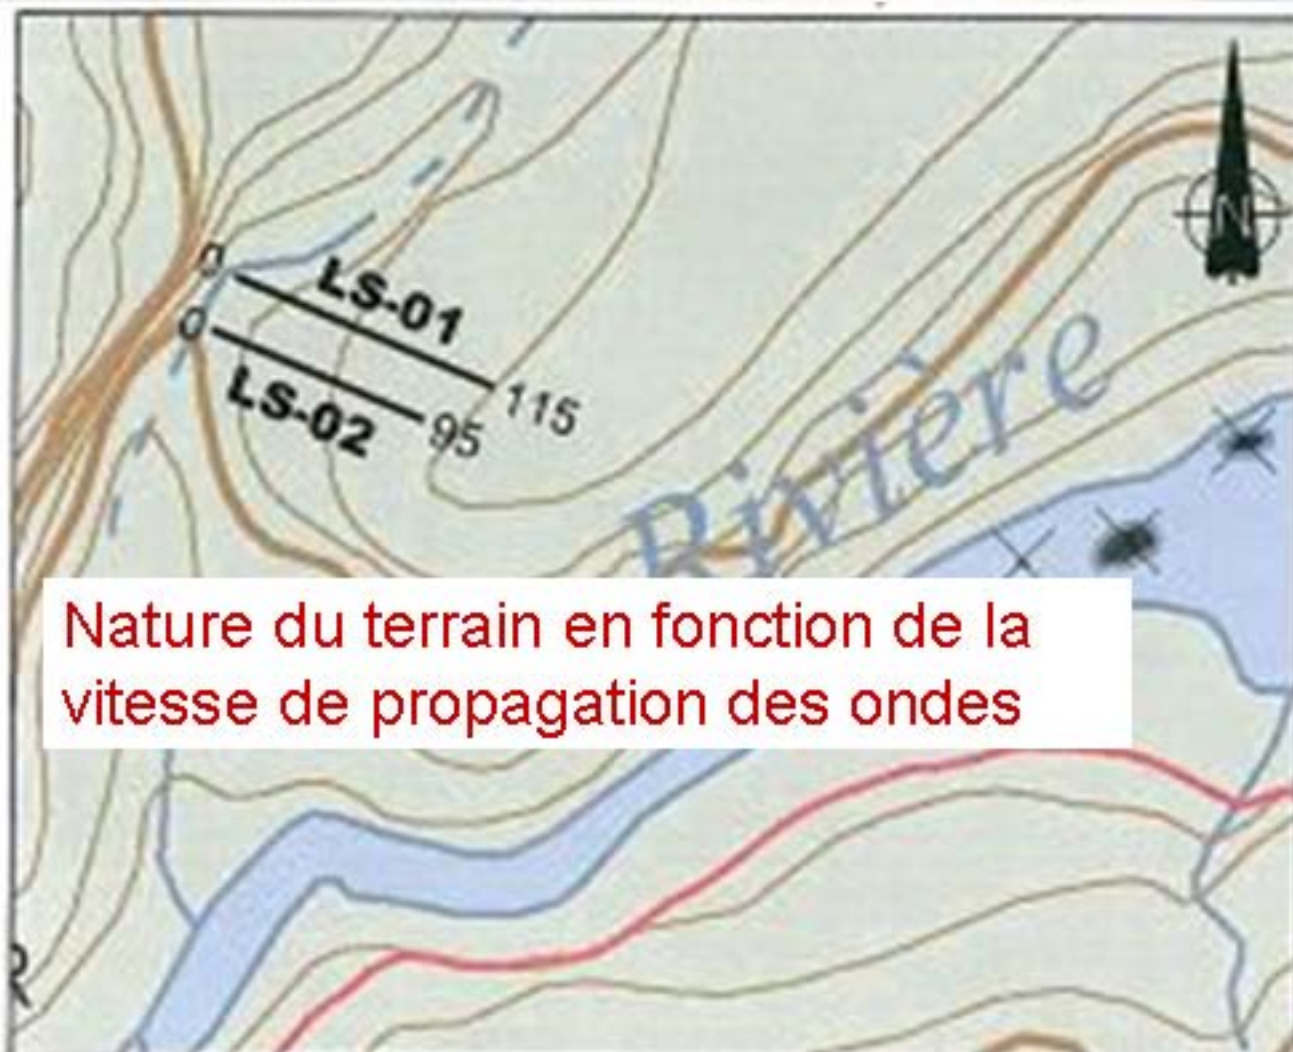 N
0
LS-01
0
115
LS-02
95
Rivière
Nature du terrain en fonction de la
vitesse de propagation des ondes
R